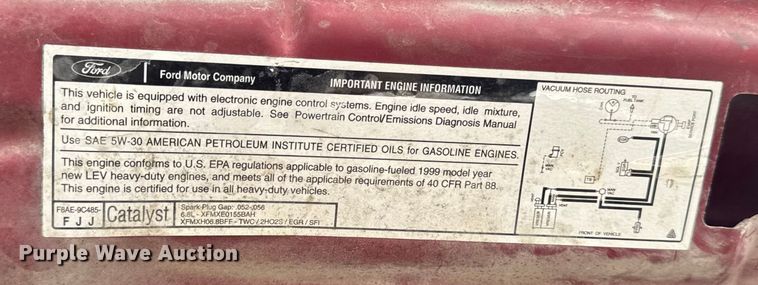 Ford
Ford Motor Company
IMPORTANT ENGINE INFORMATION
This vehicle is equipped with electronic engine control systems. Engine idle speed, idle mixture,
and ignition timing are not adjustable. See Powertrain Control/Emissions Diagnosis Manual
for additional information.
Use SAE 5W-30 AMERICAN PETROLEUM INSTITUTE CERTIFIED OILS for GASOLINE ENGINES.
This engine conforms to U.S. EPA regulations applicable to gasoline-fueled 1999 model year
new LEV heavy-duty engines, and meets all of the applicable requirements of 40 CFR Part 88.
This engine is certified for use in all heavy-duty vehicles.
F8AE-9C485-
F J J
Catalyst
Spark Plug Gap: .052-.056
6.8L - XFMXE0155BAH
XFMXH06.8BFF - TWC / 2HO2S / EGR / SFI
VACUUM HOSE ROUTING
TO
FUEL TANK
FRONT OF VEHICLE
Purple Wave Auction